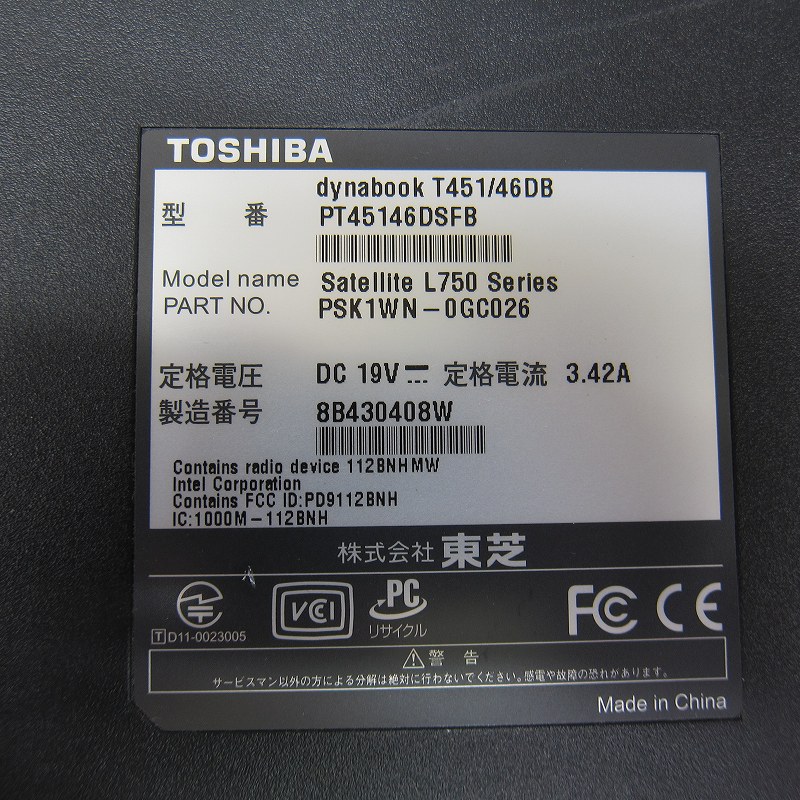 TOSHIBA
dynabook T451/46DB
型 番 PT45146DSFB
Model name Satellite L750 Series
PART NO. PSK1WN-0GC026
定格電圧 DC 19V 定格電流 3.42A
製造番号 8B430408W
Contains radio device 112BNHMW
Intel Corporation
Contains FCC ID:PD9112BNH
IC:1000M-112BNH
株式会社 東芝
VCI PC FC CE
リサイクル
T D11-0023005
警 告
サービスマン以外の方による分解は絶対に行わないでください。感電や故障の恐れがあります。
Made in China